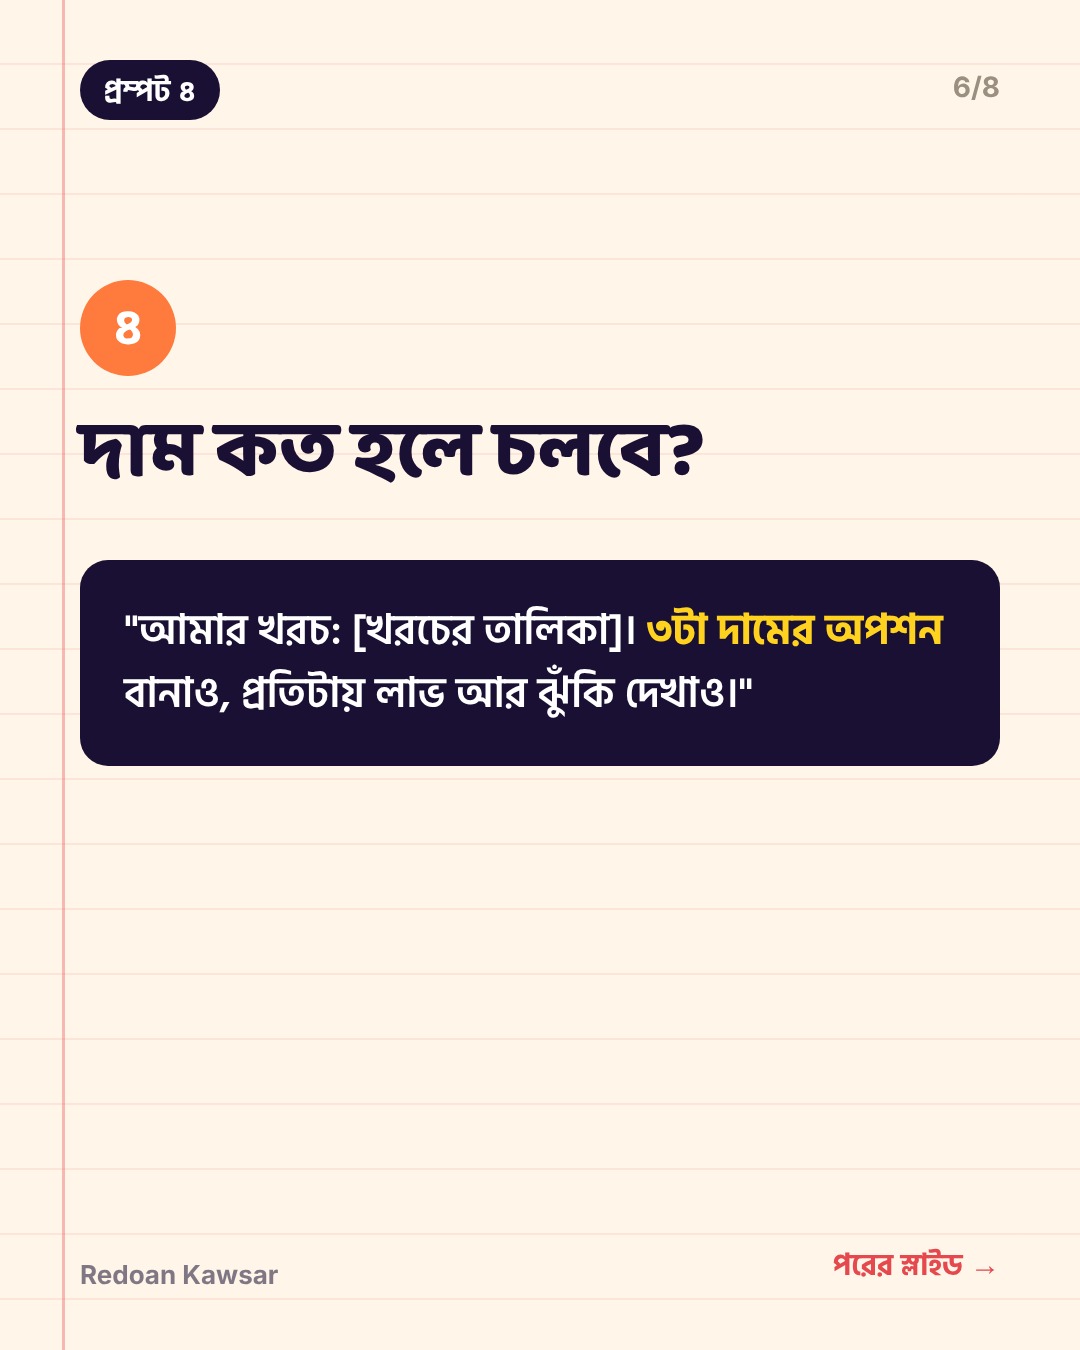 প্রম্পট ৪
6/8
৪
দাম কত হলে চলবে?
"আমার খরচ: [খরচের তালিকা]। ৩টা দামের অপশন
বানাও, প্রতিটায় লাভ আর ঝুঁকি দেখাও।"
Redoan Kawsar
পরের স্লাইড →